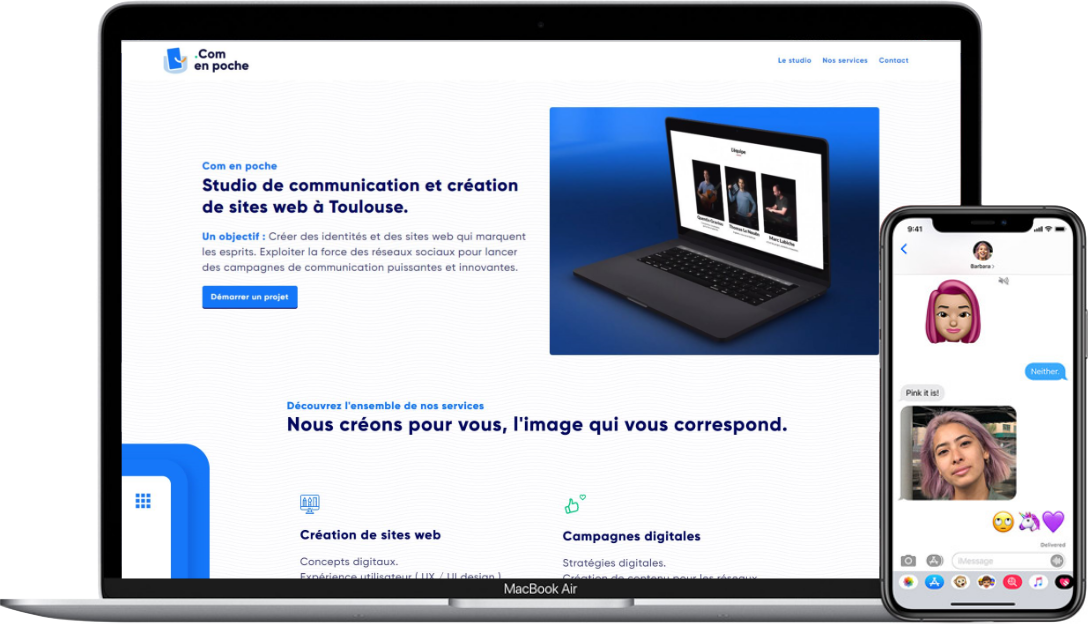 .Com
en poche
Le studio
Nos services
Contact
Com en poche
Studio de communication et création
de sites web à Toulouse.
Un objectif : Créer des identités et des sites web qui marquent
les esprits. Exploiter la force des réseaux sociaux pour lancer
des campagnes de communication puissantes et innovantes.
Démarrer un projet
L'équipe
Marc Labiche
Découvrez l'ensemble de nos services
Nous créons pour vous, l'image qui vous correspond.
Création de sites web
Concepts digitaux.
Expérience utilisateur ( UX / UI design )
Campagnes digitales
Stratégies digitales.
Création de contenu pour les réseaux
MacBook Air
9:41
Barbara
Neither.
Pink it is!
Delivered
iMessage